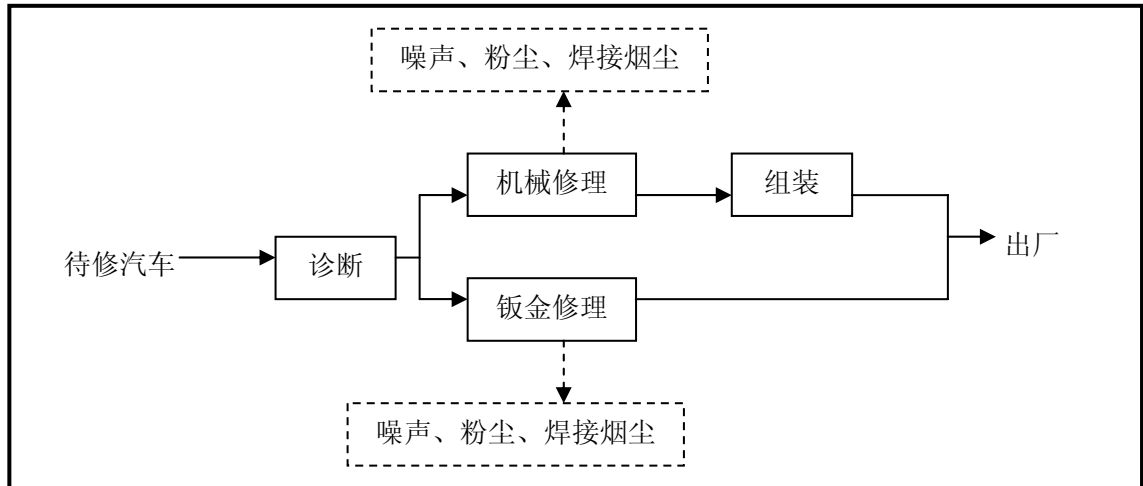 噪声、粉尘、焊接烟尘
机械修理
组装
待修汽车
诊断
出厂
钣金修理
噪声、粉尘、焊接烟尘